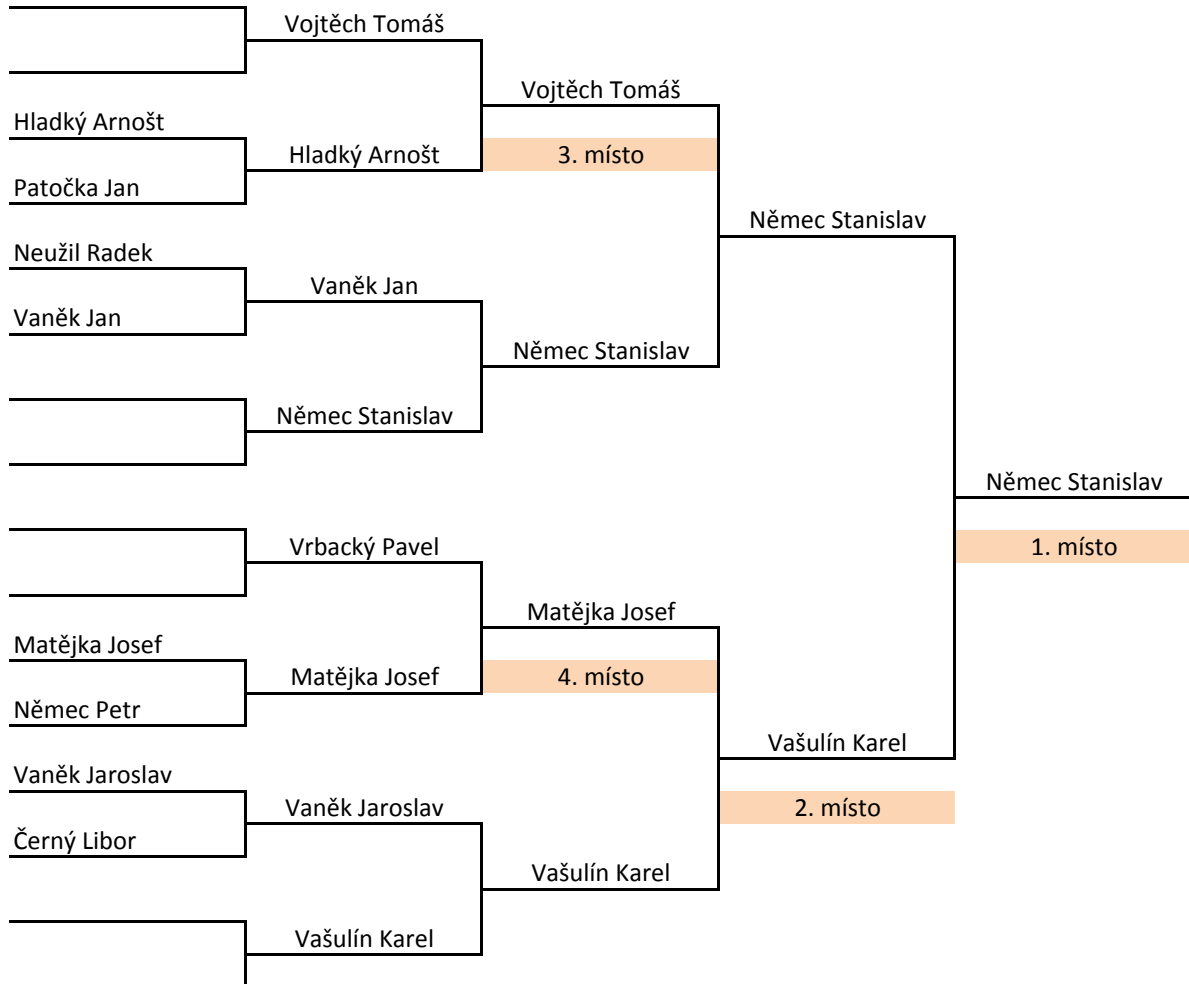 Vojtěch Tomáš
Vojtěch Tomáš
Hladký Arnošt
Hladký Arnošt
3. místo
Patočka Jan
Němec Stanislav
Neužil Radek
Vaněk Jan
Vaněk Jan
Němec Stanislav
Němec Stanislav
Němec Stanislav
Vrbacký Pavel
1. místo
Matějka Josef
Matějka Josef
Matějka Josef
4. místo
Němec Petr
Vašulín Karel
Vaněk Jaroslav
Vaněk Jaroslav
2. místo
Černý Libor
Vašulín Karel
Vašulín Karel